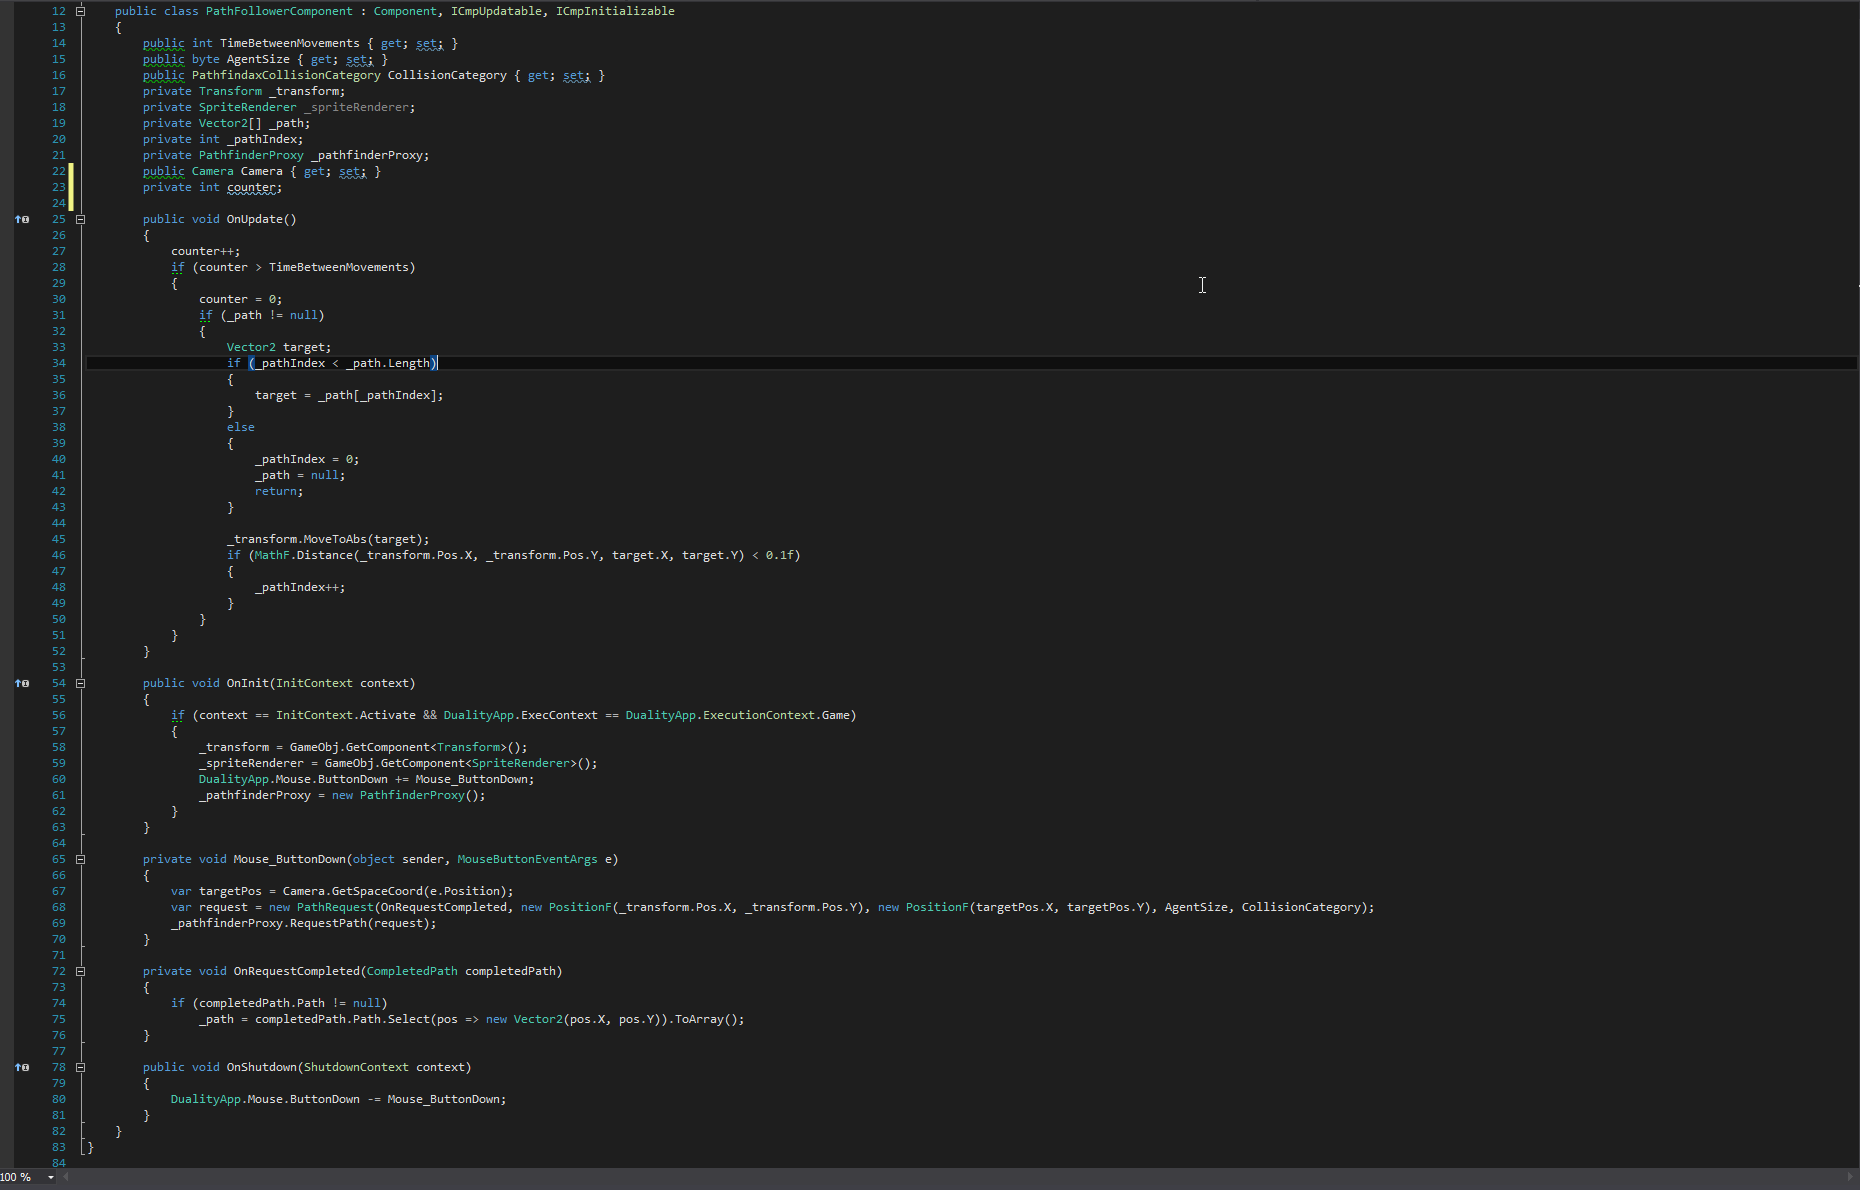 12 public class PathFollowerComponent : Component, ICmpUpdatable, ICmpInitializable
13 {
14 public int TimeBetweenMovements { get; set; }
15 public byte AgentSize { get; set; }
16 public PathfindaxCollisionCategory CollisionCategory { get; set; }
17 private Transform _transform;
18 private SpriteRenderer _spriteRenderer;
19 private Vector2[] _path;
20 private int _pathIndex;
21 private PathfinderProxy _pathfinderProxy;
22 public Camera Camera { get; set; }
23 private int counter;
24
25 public void OnUpdate()
26 {
27 counter++;
28 if (counter > TimeBetweenMovements)
29 {
30 counter = 0;
31 if (_path != null)
32 {
33 Vector2 target;
34 if (_pathIndex < _path.Length)
35 {
36 target = _path[_pathIndex];
37 }
38 else
39 {
40 _pathIndex = 0;
41 _path = null;
42 return;
43 }
44
45 _transform.MoveToAbs(target);
46 if (MathF.Distance(_transform.Pos.X, _transform.Pos.Y, target.X, target.Y) < 0.1f)
47 {
48 _pathIndex++;
49 }
50 }
51 }
52 }
53
54 public void OnInit(InitContext context)
55 {
56 if (context == InitContext.Activate && DualityApp.ExecContext == DualityApp.ExecutionContext.Game)
57 {
58 _transform = GameObj.GetComponent<Transform>();
59 _spriteRenderer = GameObj.GetComponent<SpriteRenderer>();
60 DualityApp.Mouse.ButtonDown += Mouse_ButtonDown;
61 _pathfinderProxy = new PathfinderProxy();
62 }
63 }
64
65 private void Mouse_ButtonDown(object sender, MouseButtonEventArgs e)
66 {
67 var targetPos = Camera.GetSpaceCoord(e.Position);
68 var request = new PathRequest(OnRequestCompleted, new PositionF(_transform.Pos.X, _transform.Pos.Y), new PositionF(targetPos.X, targetPos.Y), AgentSize, CollisionCategory);
69 _pathfinderProxy.RequestPath(request);
70 }
71
72 private void OnRequestCompleted(CompletedPath completedPath)
73 {
74 if (completedPath.Path != null)
75 _path = completedPath.Path.Select(pos => new Vector2(pos.X, pos.Y)).ToArray();
76 }
77
78 public void OnShutdown(ShutdownContext context)
79 {
80 DualityApp.Mouse.ButtonDown -= Mouse_ButtonDown;
81 }
82 }
83 }
84
100 %